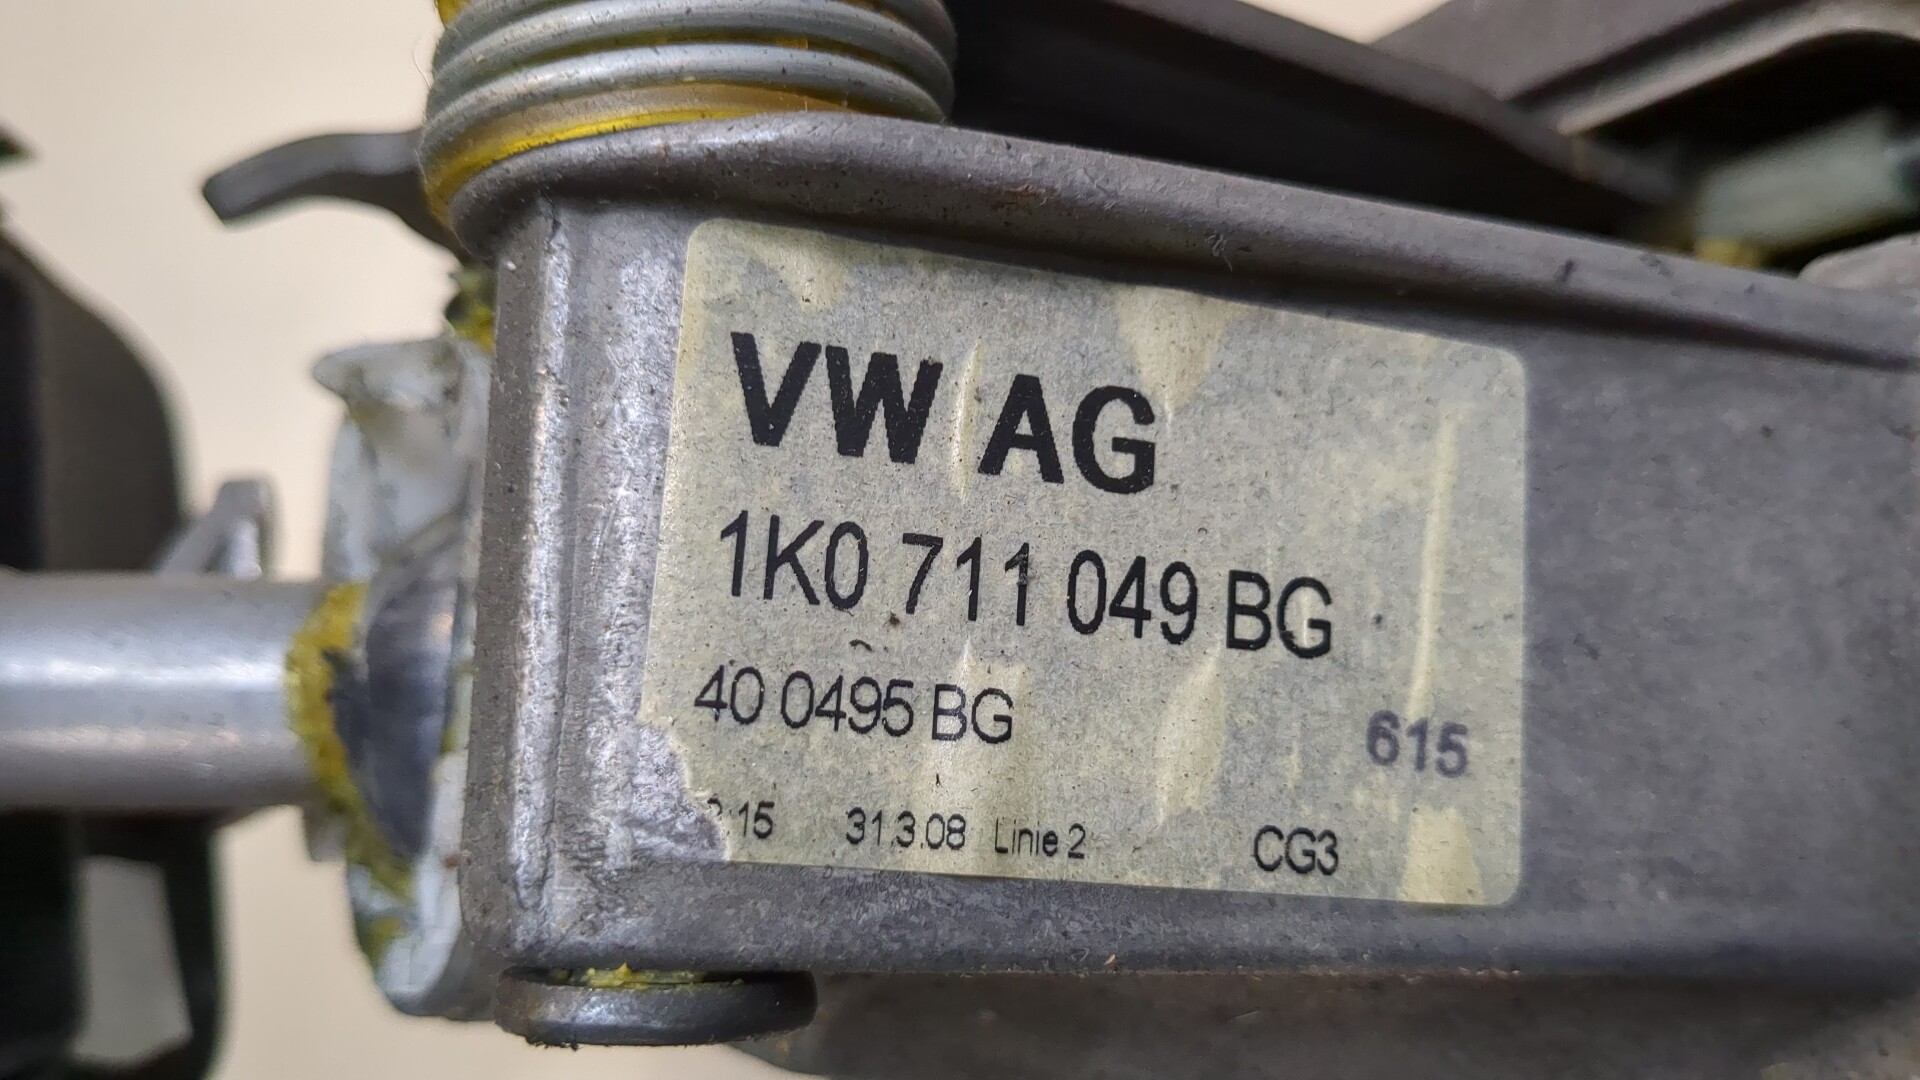 VW AG
1K0 711 049 BG
40 0495 BG 615
:15 31.3.08 Linie 2 CG3